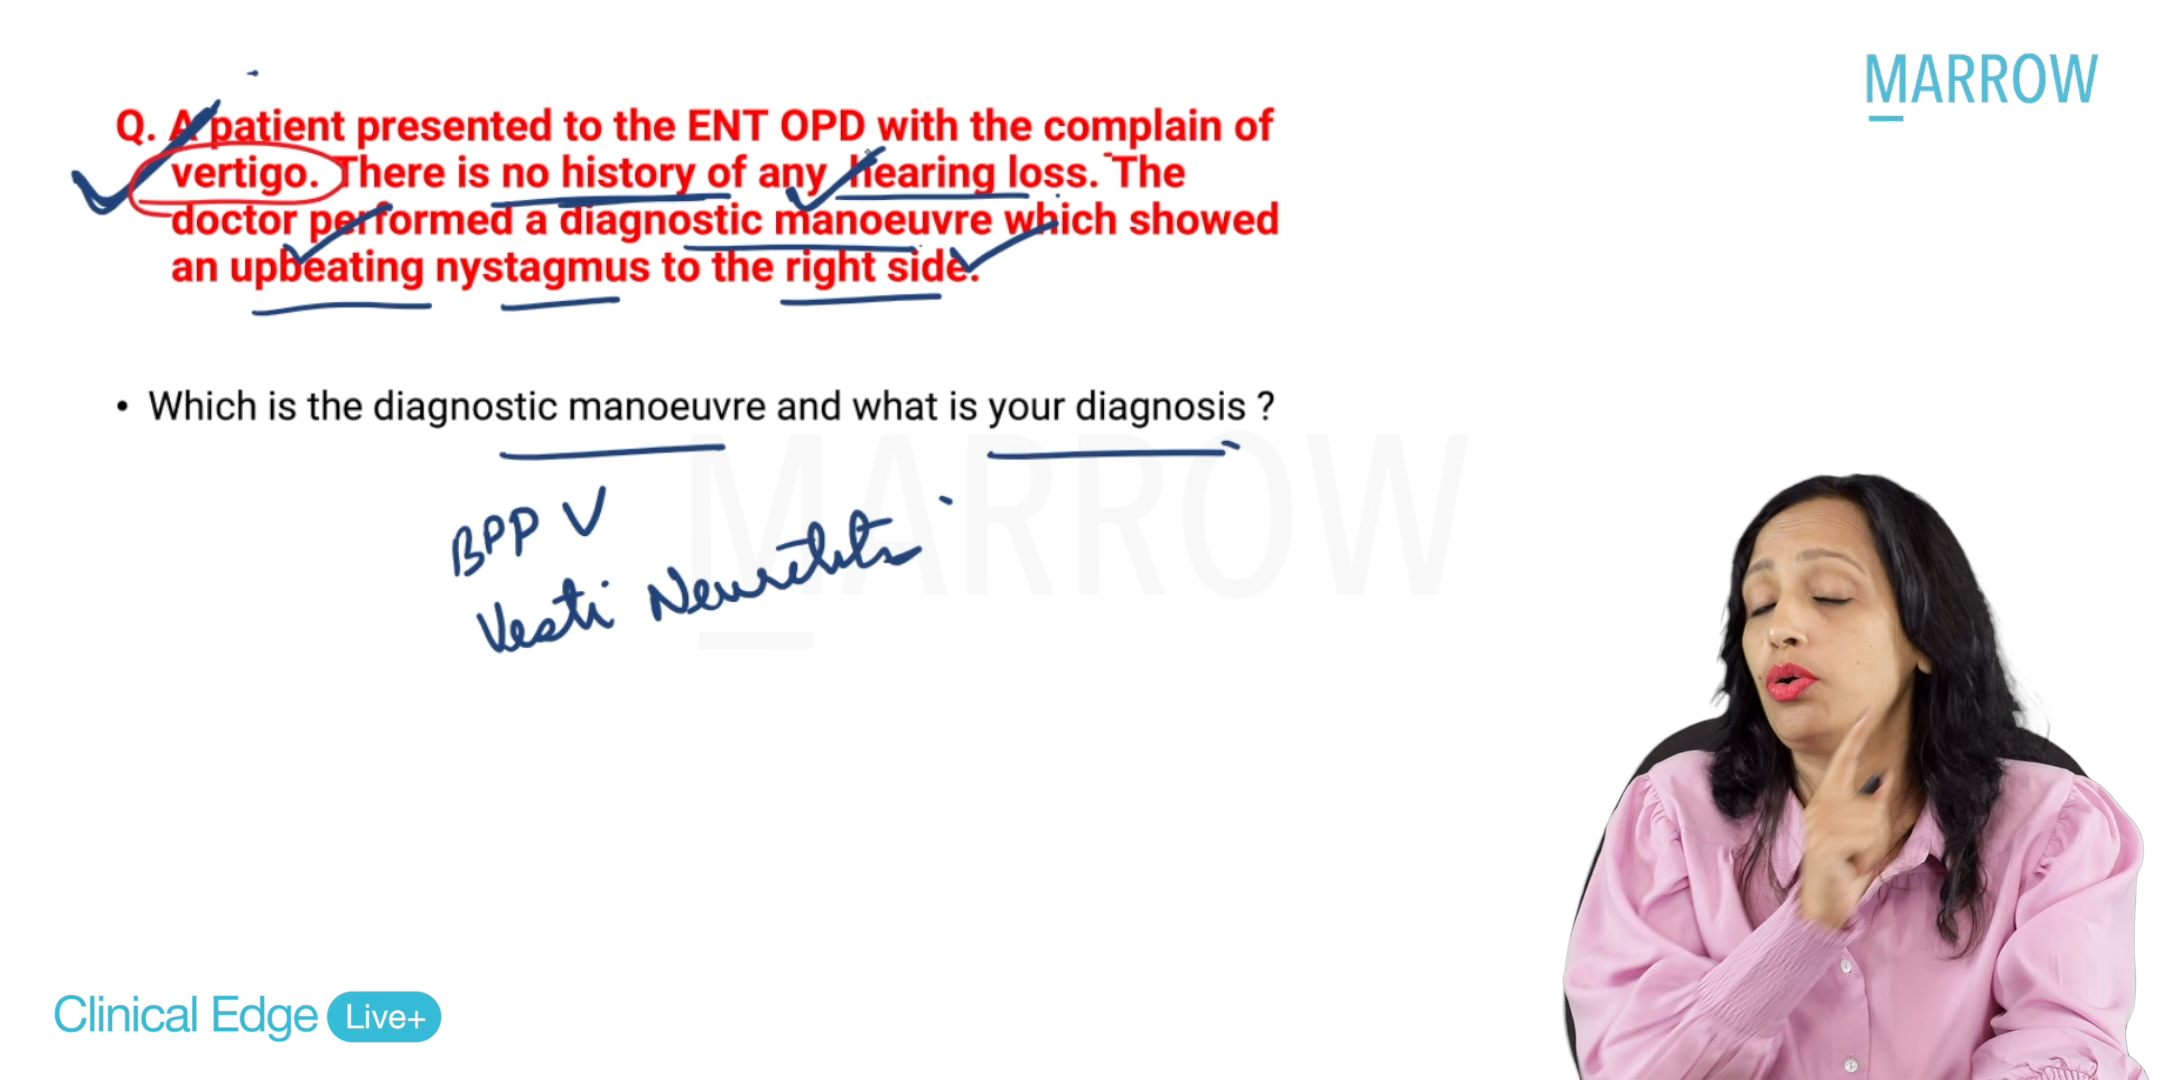 MARROW
Q. A patient presented to the ENT OPD with the complain of
vertigo. There is no history of any hearing loss. The
doctor performed a diagnostic manoeuvre which showed
an upbeating nystagmus to the right side.
• Which is the diagnostic manoeuvre and what is your diagnosis ?
MARROW
BPPV
Vesti Neuritits
Clinical Edge Live+